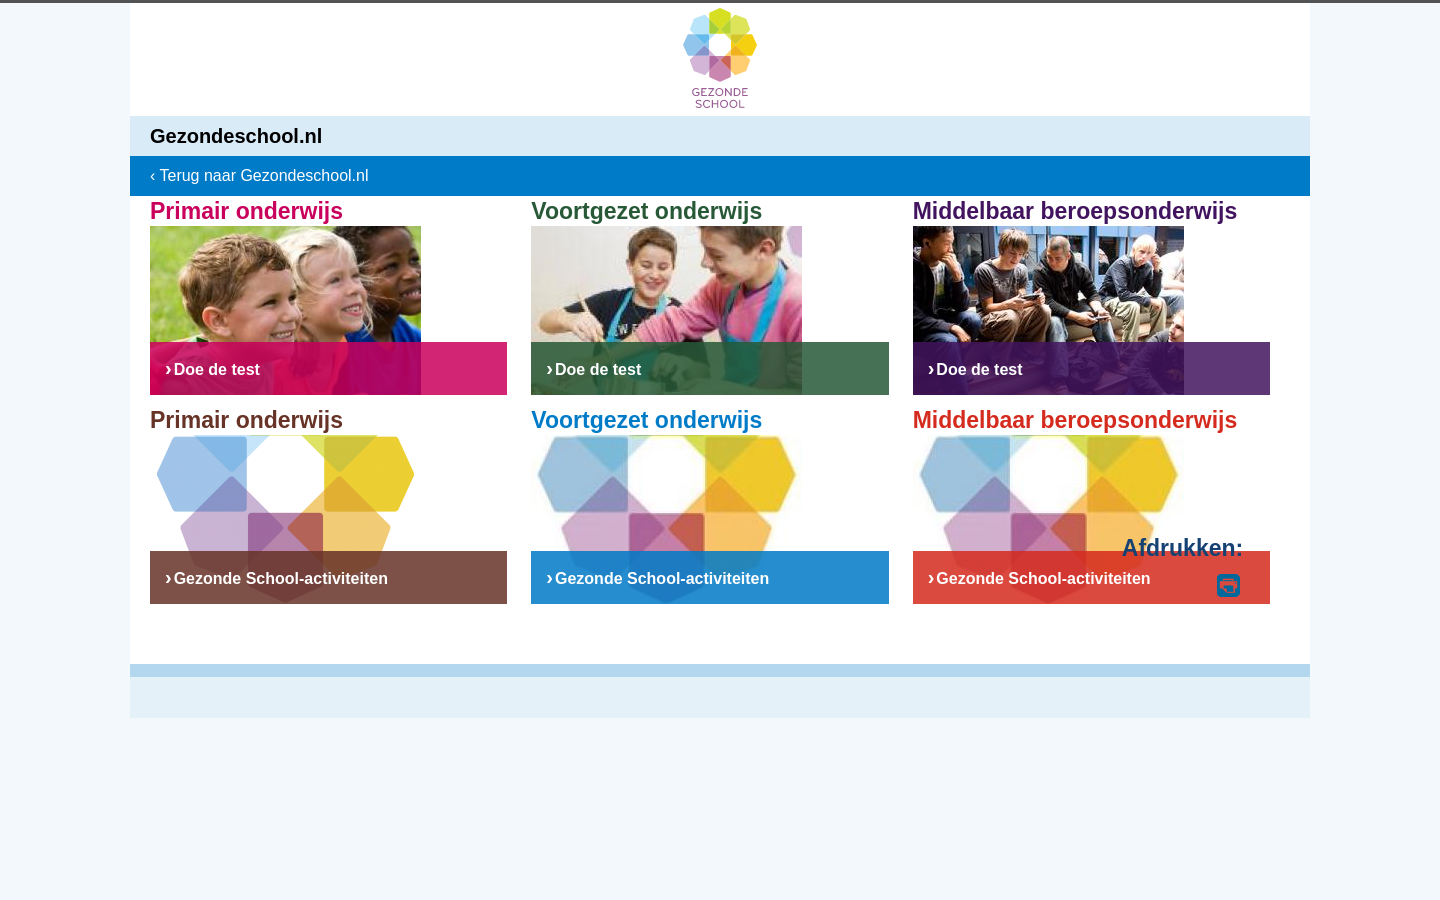 GEZONDE
SCHOOL
Gezondeschool.nl
‹ Terug naar Gezondeschool.nl
Primair onderwijs
Voortgezet onderwijs
Middelbaar beroepsonderwijs
› Doe de test
› Doe de test
› Doe de test
Primair onderwijs
Voortgezet onderwijs
Middelbaar beroepsonderwijs
Afdrukken:
› Gezonde School-activiteiten
› Gezonde School-activiteiten
› Gezonde School-activiteiten